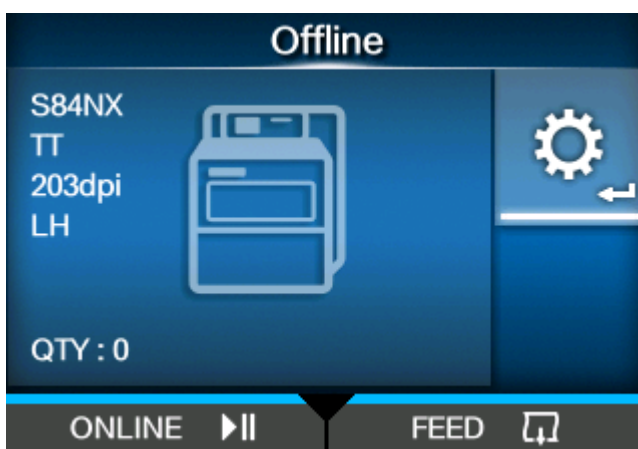 Offline
S84NX
TT
203dpi
LH
QTY : 0
ONLINE
FEED